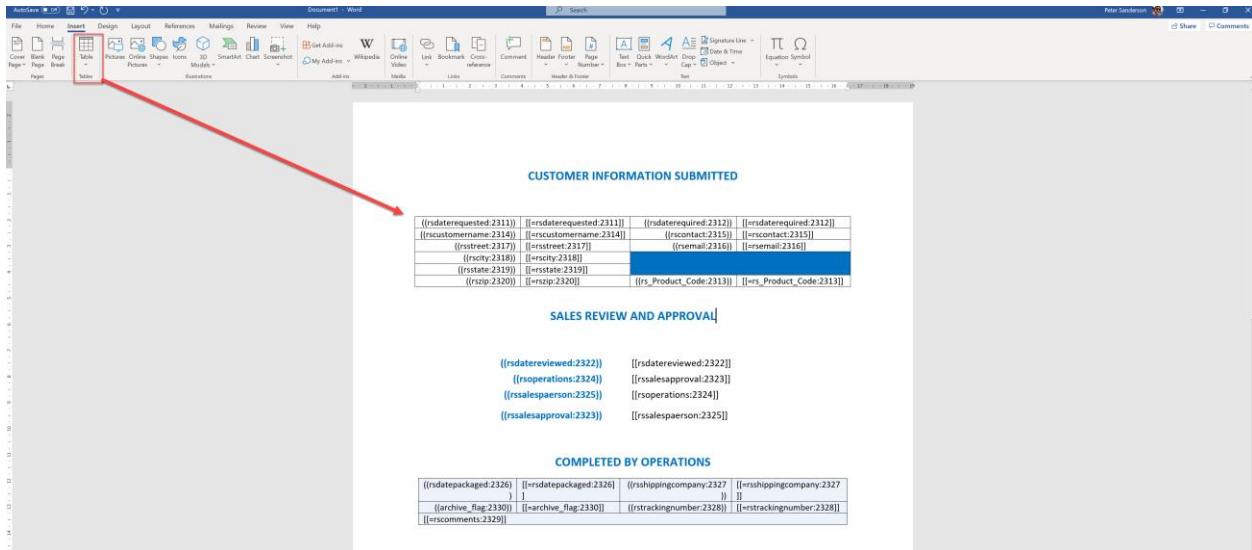 AutoSave Off Document1 - Word Search Peter Sanderson
File Home Insert Design Layout References Mailings Review View Help Share Comments
Cover Page Blank Page Page Break Table Pictures Online Pictures Shapes Icons 3D Models SmartArt Chart Screenshot Get Add-ins My Add-ins Wikipedia Online Video Link Bookmark Cross-reference Comment Header Footer Page Number Text Box Quick Parts WordArt Drop Cap Signature Line Date & Time Object Equation Symbol
Pages Tables Illustrations Add-ins Media Links Comments Header & Footer Text Symbols
CUSTOMER INFORMATION SUBMITTED
((rsdaterequested:2311)) [[=rsdaterequested:2311]] ((rsdaterequired:2312)) [[=rsdaterequired:2312]]
((rscustomername:2314)) [[=rscustomername:2314]] ((rscontact:2315)) [[=rscontact:2315]]
((rsstreet:2317)) [[=rsstreet:2317]] ((rsemail:2316)) [[=rsemail:2316]]
((rscity:2318)) [[=rscity:2318]]
((rsstate:2319)) [[=rsstate:2319]]
((rszip:2320)) [[=rszip:2320]] ((rs_Product_Code:2313)) [[=rs_Product_Code:2313]]
SALES REVIEW AND APPROVAL
((rsdatereviewed:2322)) [[rsdatereviewed:2322]]
((rsoperations:2324)) [[rssalesapproval:2323]]
((rssalespaerson:2325)) [[rsoperations:2324]]
((rssalesapproval:2323)) [[rssalespaerson:2325]]
COMPLETED BY OPERATIONS
((rsdatepackaged:2326)) [[=rsdatepackaged:2326]] ((rsshippingcompany:2327)) [[=rsshippingcompany:2327]]
((archive_flag:2330)) [[=archive_flag:2330]] ((rstrackingnumber:2328)) [[=rstrackingnumber:2328]]
[[=rscomments:2329]]